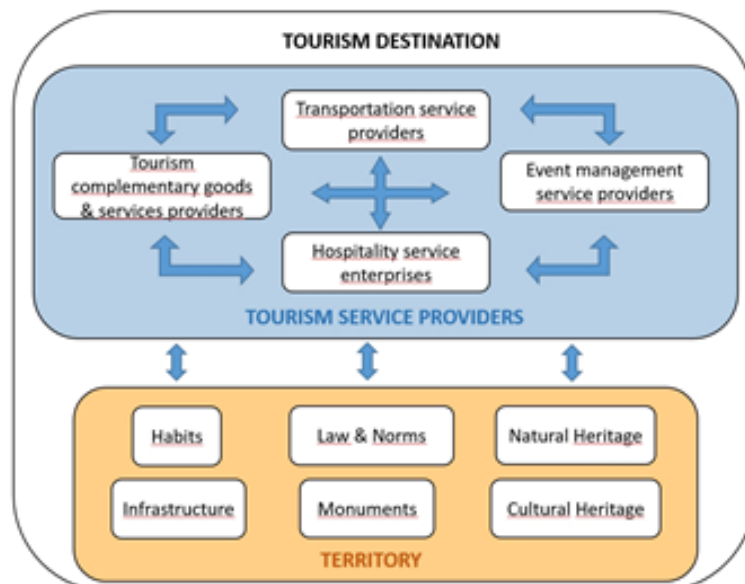 TOURISM DESTINATION
Transportation service
providers
Tourism
complementary goods
& services providers
Event management
service providers
Hospitality service
enterprises
TOURISM SERVICE PROVIDERS
Habits
Law & Norms
Natural Heritage
Infrastructure
Monuments
Cultural Heritage
TERRITORY